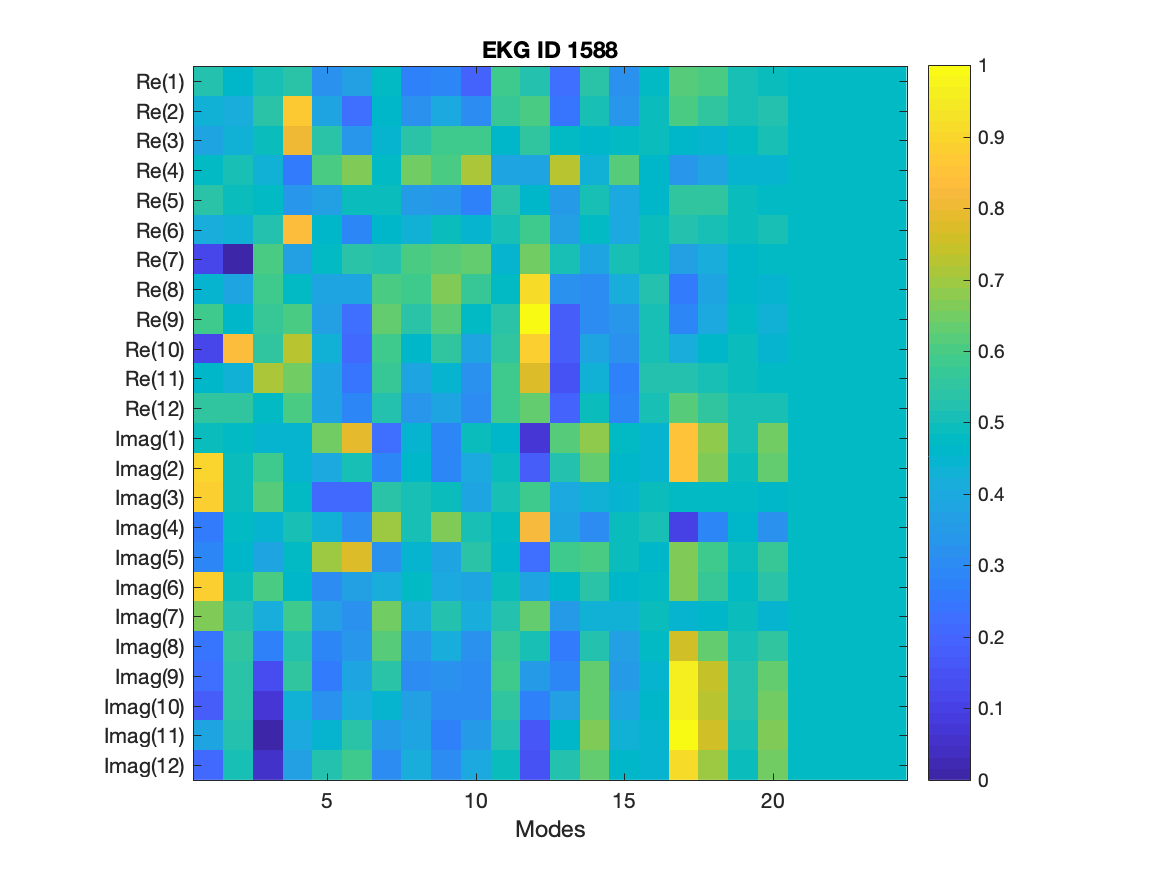 EKG ID 1588
Re(1)
Re(2)
Re(3)
Re(4)
Re(5)
Re(6)
Re(7)
Re(8)
Re(9)
Re(10)
Re(11)
Re(12)
Imag(1)
Imag(2)
Imag(3)
Imag(4)
Imag(5)
Imag(6)
Imag(7)
Imag(8)
Imag(9)
Imag(10)
Imag(11)
Imag(12)
5 10 15 20
Modes
1
0.9
0.8
0.7
0.6
0.5
0.4
0.3
0.2
0.1
0